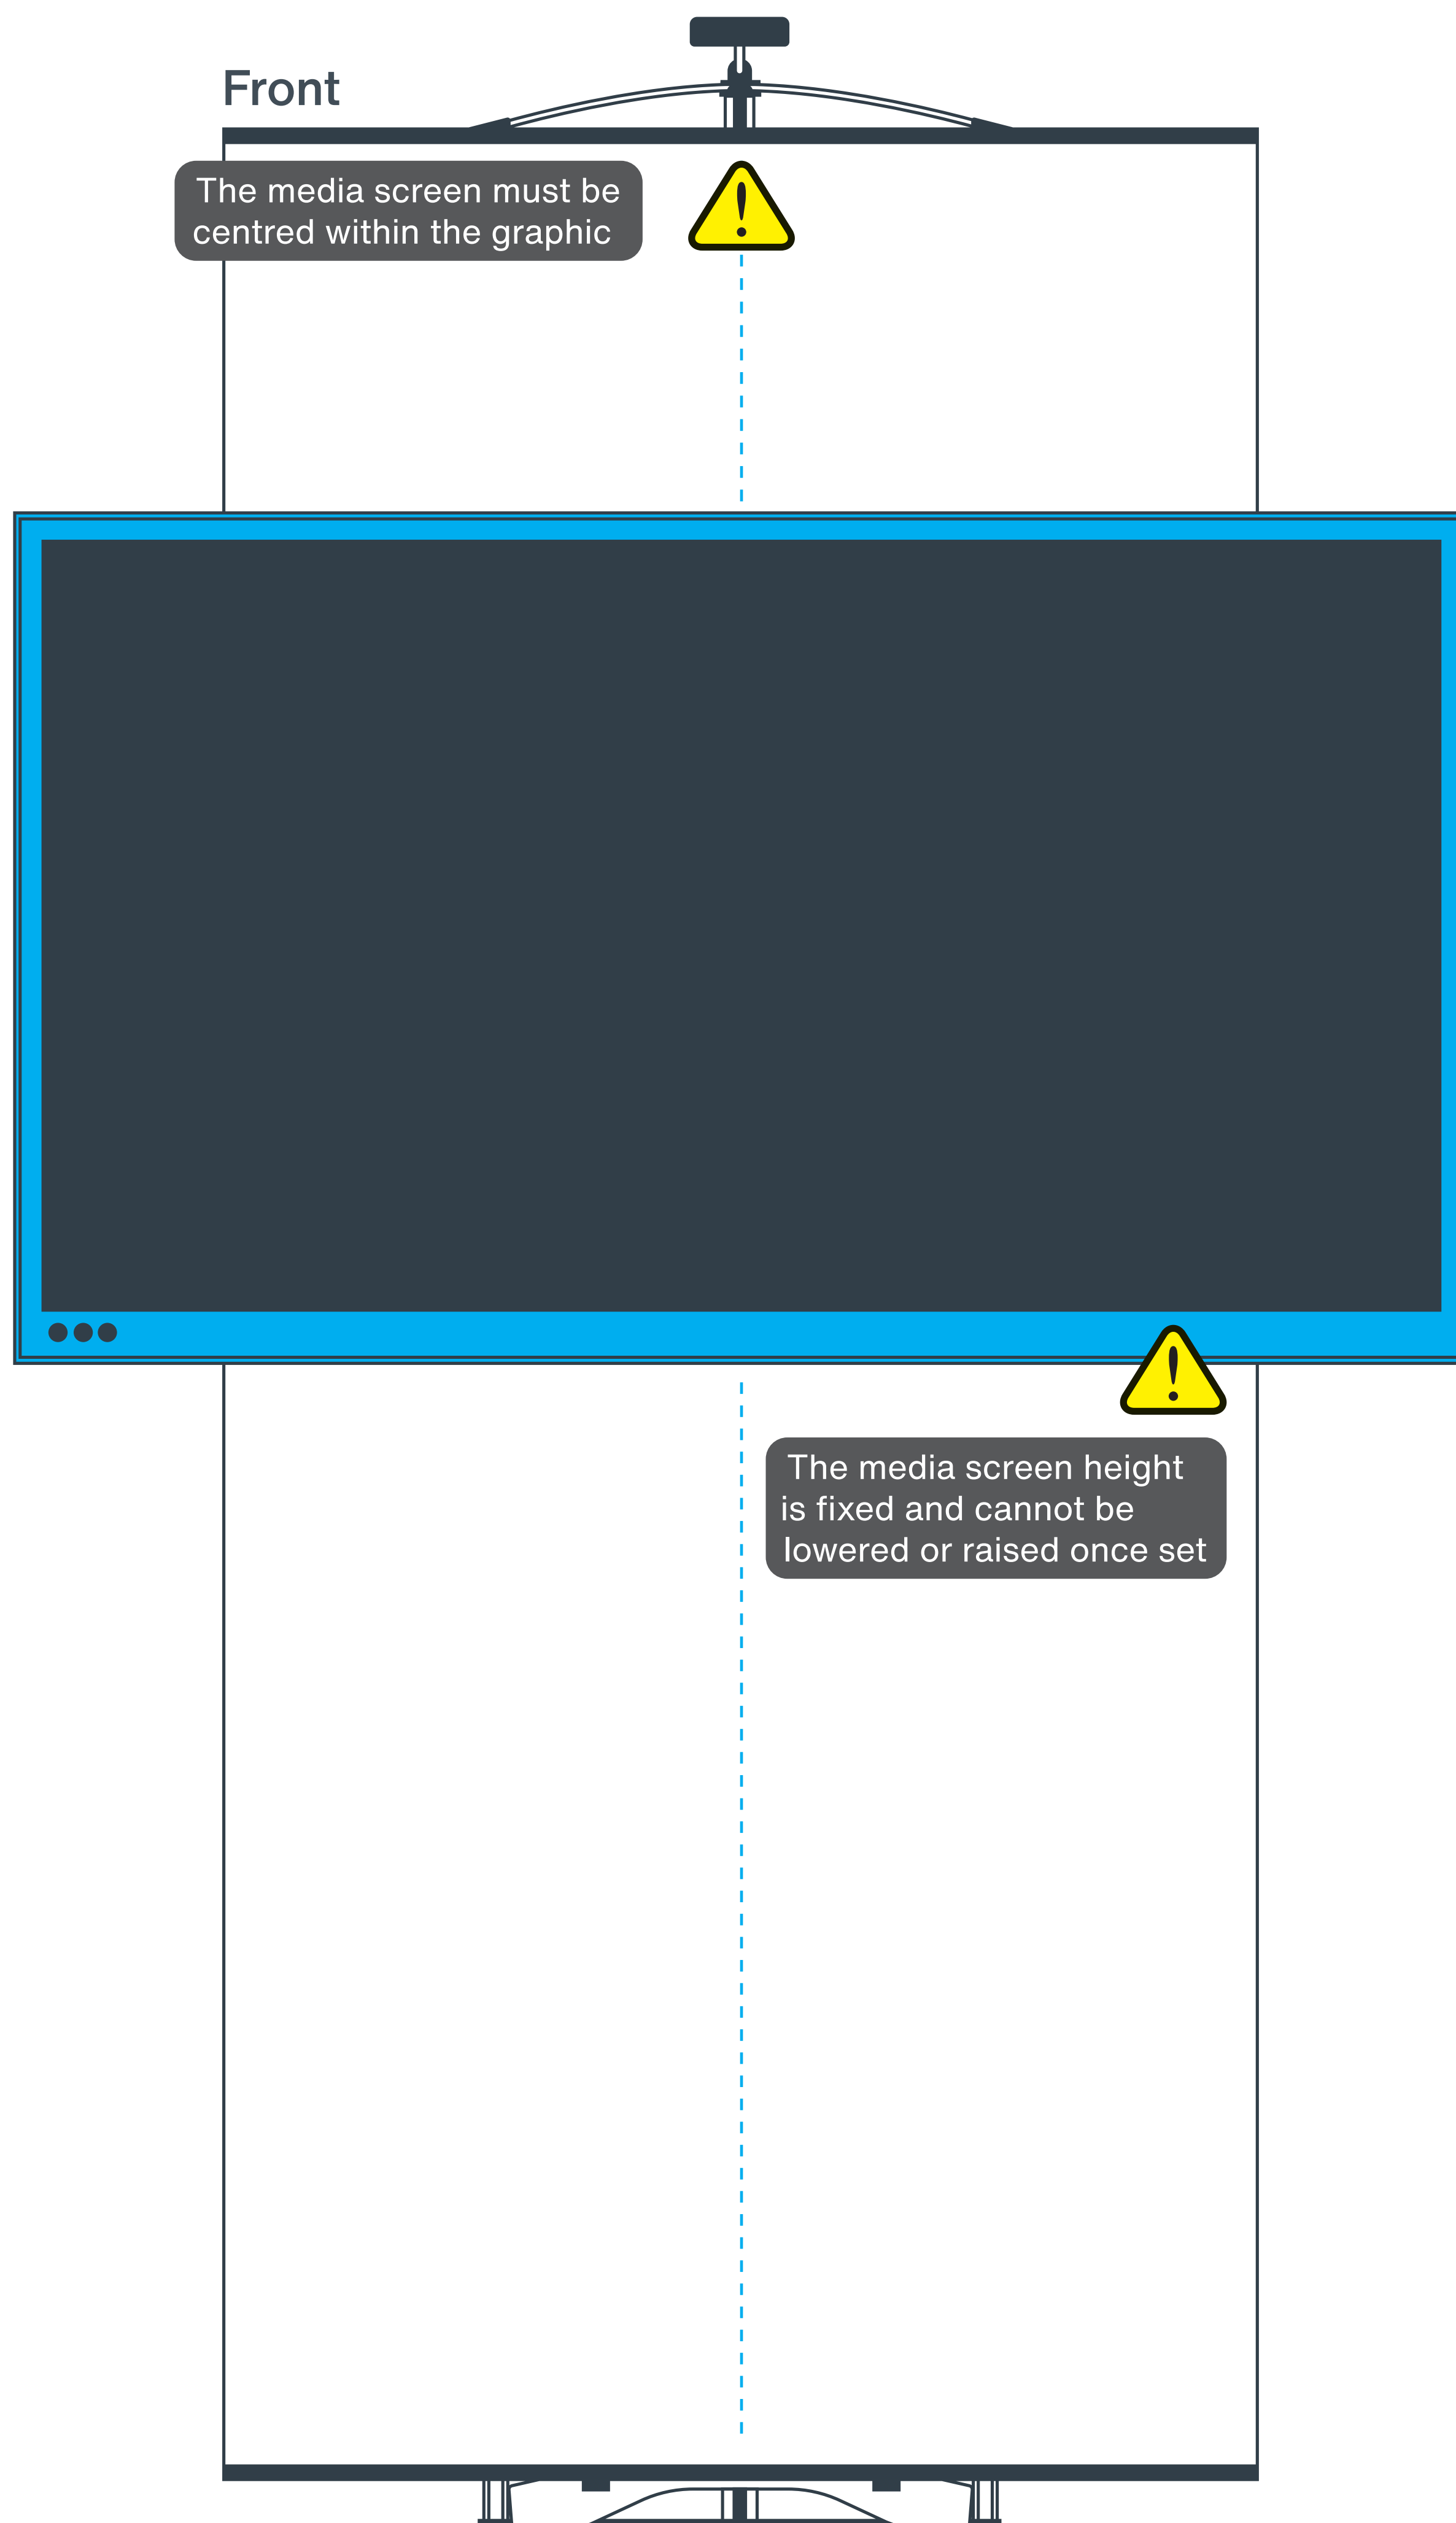 Front
The media screen must be
centred within the graphic
The media screen height
is fixed and cannot be
lowered or raised once set